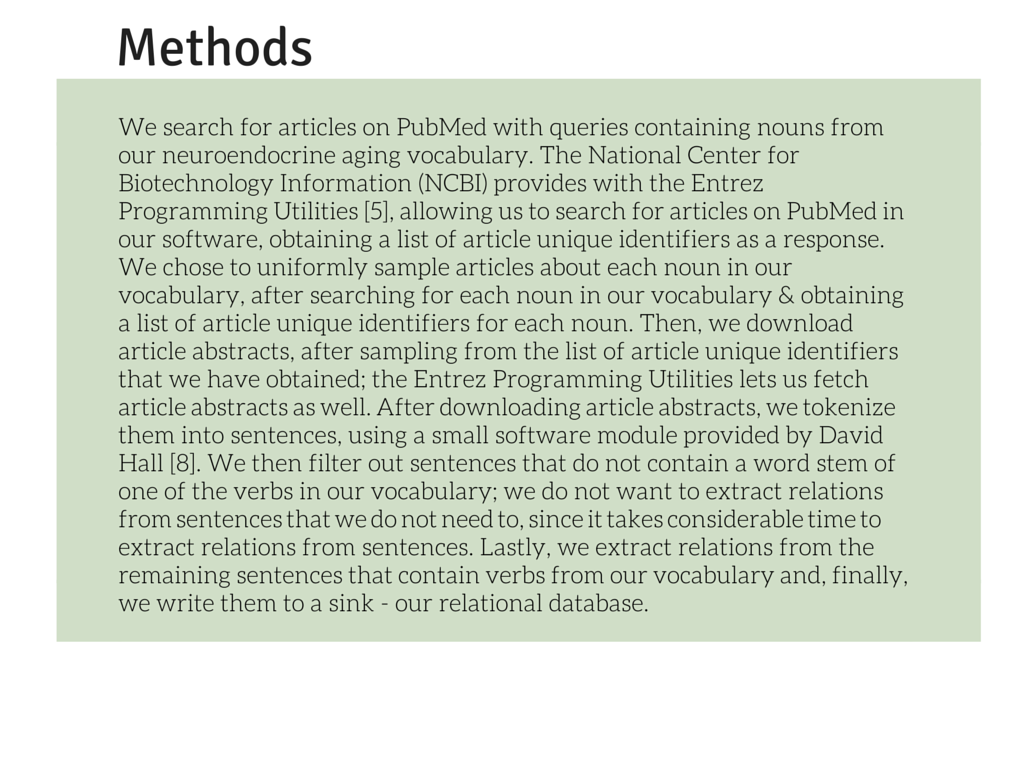 Methods
We search for articles on PubMed with queries containing nouns from
our neuroendocrine aging vocabulary. The National Center for
Biotechnology Information (NCBI) provides with the Entrez
Programming Utilities [5], allowing us to search for articles on PubMed in
our software, obtaining a list of article unique identifiers as a response.
We chose to uniformly sample articles about each noun in our
vocabulary, after searching for each noun in our vocabulary & obtaining
a list of article unique identifiers for each noun. Then, we download
article abstracts, after sampling from the list of article unique identifiers
that we have obtained; the Entrez Programming Utilities lets us fetch
article abstracts as well. After downloading article abstracts, we tokenize
them into sentences, using a small software module provided by David
Hall [8]. We then filter out sentences that do not contain a word stem of
one of the verbs in our vocabulary; we do not want to extract relations
from sentences that we do not need to, since it takes considerable time to
extract relations from sentences. Lastly, we extract relations from the
remaining sentences that contain verbs from our vocabulary and, finally,
we write them to a sink - our relational database.